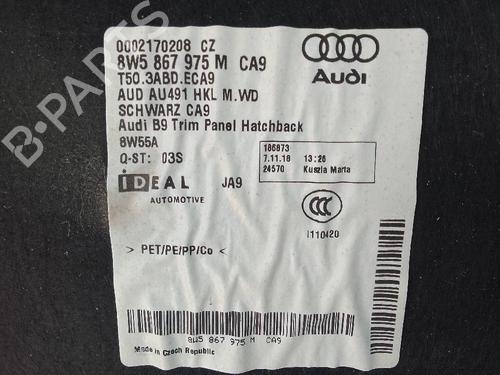 0002170208 CZ
8W5 867 975 M CA9
T50.3ABD.ECA9
AUD AU491 HKL M.WD
SCHWARZ CA9
Audi B9 Trim Panel Hatchback
8W55A
Q-ST: 03S
Audi
186873
7.11.18 13:26
24570 Kuszla Marta
IDEAL
AUTOMOTIVE
JA9
CCC
I110420
> PET/PE/PP/Co <
8W5 867 975 M CA9
Made in Czech Republic
B-PARTS